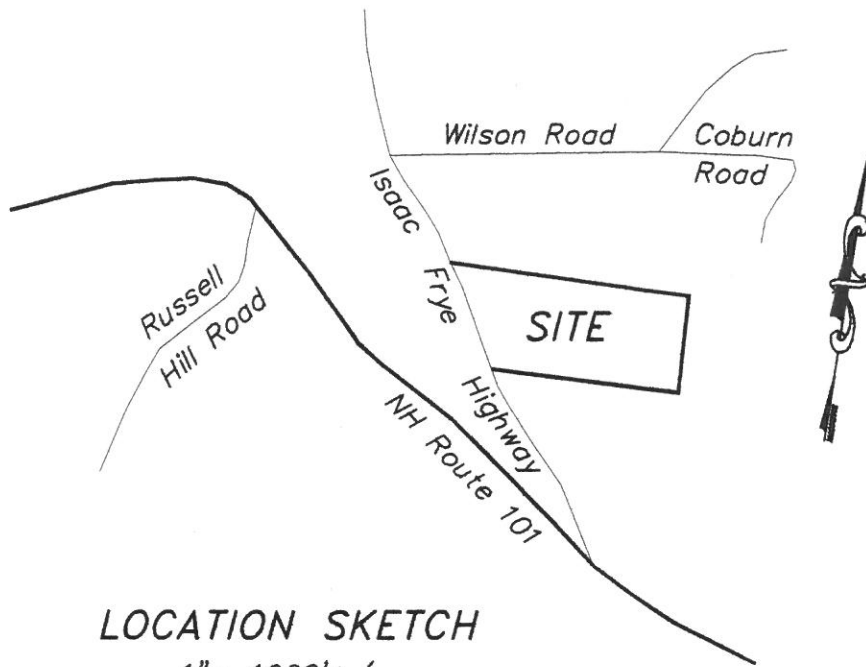 Wilson Road
Coburn
Road
Isaac Frye Highway
SITE
Russell
Hill Road
NH Route 101
LOCATION SKETCH